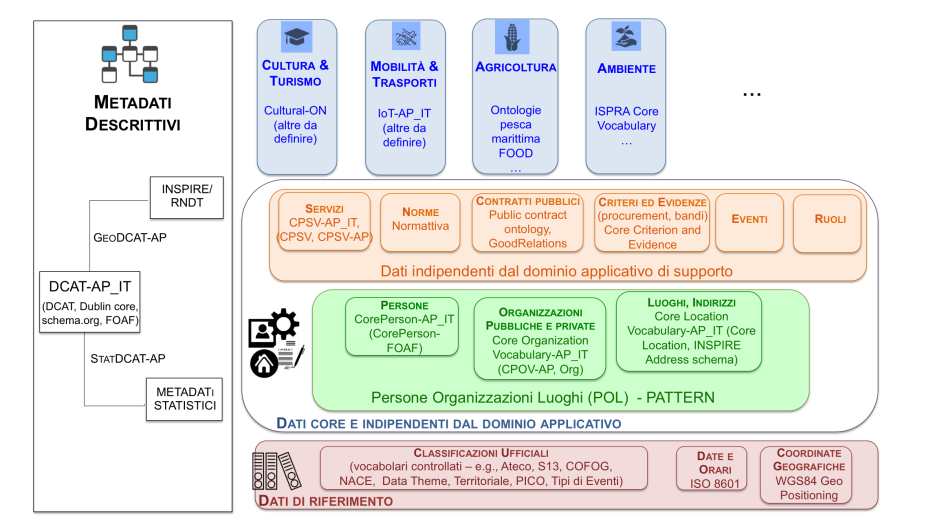 METADATI
DESCRITTIVI
INSPIRE/
RNDT
GEODCAT-AP
DCAT-AP_IT
(DCAT, Dublin core,
schema.org, FOAF)
STATDCAT-AP
METADATI
STATISTICI
CULTURA &
TURISMO
Cultural-ON
(altre da
definire)
MOBILITÀ &
TRASPORTI
IoT-AP_IT
(altre da
definire)
AGRICOLTURA
Ontologie
pesca
marittima
FOOD
...
AMBIENTE
ISPRA Core
Vocabulary
...
...
SERVIZI
CPSV-AP_IT,
(CPSV, CPSV-AP)
NORME
Normattiva
CONTRATTI PUBBLICI
Public contract
ontology,
GoodRelations
CRITERI ED EVIDENZE
(procurement, bandi)
Core Criterion and
Evidence
EVENTI
RUOLI
Dati indipendenti dal dominio applicativo di supporto
PERSONE
CorePerson-AP_IT
(CorePerson-
FOAF)
ORGANIZZAZIONI
PUBBLICHE E PRIVATE
Core Organization
Vocabulary-AP_IT
(CPOV-AP, Org)
LUOGHI, INDIRIZZI
Core Location
Vocabulary-AP_IT (Core
Location, INSPIRE
Address schema)
Persone Organizzazioni Luoghi (POL) - PATTERN
DATI CORE E INDIPENDENTI DAL DOMINIO APPLICATIVO
CLASSIFICAZIONI UFFICIALI
(vocabolari controllati – e.g., Ateco, S13, COFOG,
NACE, Data Theme, Territoriale, PICO, Tipi di Eventi)
DATE E
ORARI
ISO 8601
COORDINATE
GEOGRAFICHE
WGS84 Geo
Positioning
DATI DI RIFERIMENTO